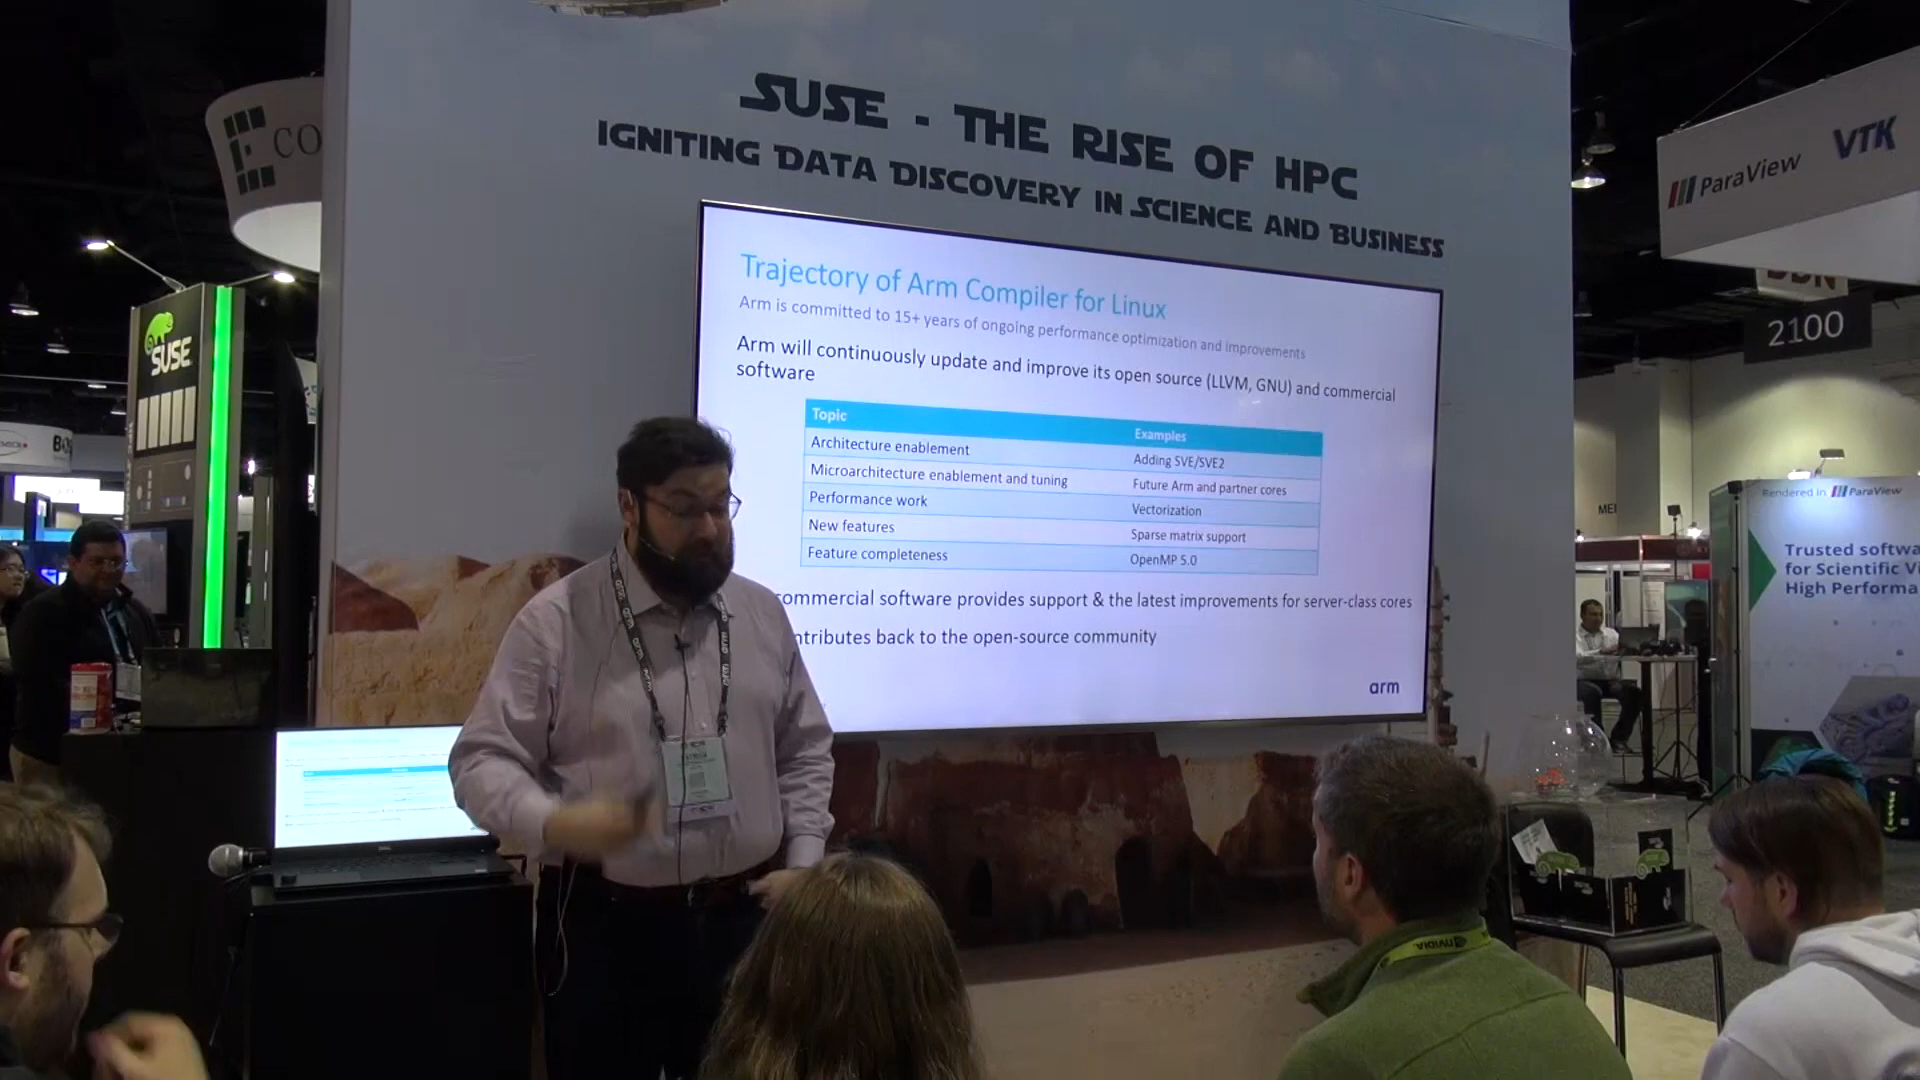 SUSE - THE RISE OF HPC
IGNITING DATA DISCOVERY IN SCIENCE AND BUSINESS
Trajectory of Arm Compiler for Linux
Arm is committed to 15+ years of ongoing performance optimization and improvements
Arm will continuously update and improve its open source (LLVM, GNU) and commercial
software
Topic Examples
Architecture enablement Adding SVE/SVE2
Microarchitecture enablement and tuning Future Arm and partner cores
Performance work Vectorization
New features Sparse matrix support
Feature completeness OpenMP 5.0
commercial software provides support & the latest improvements for server-class cores
ntributes back to the open-source community
arm
E CO
SUSE
ParaView VTK
2100
Rendered in ParaView
Trusted softwa
for Scientific Vi
High Performa
NVIDIA
arm